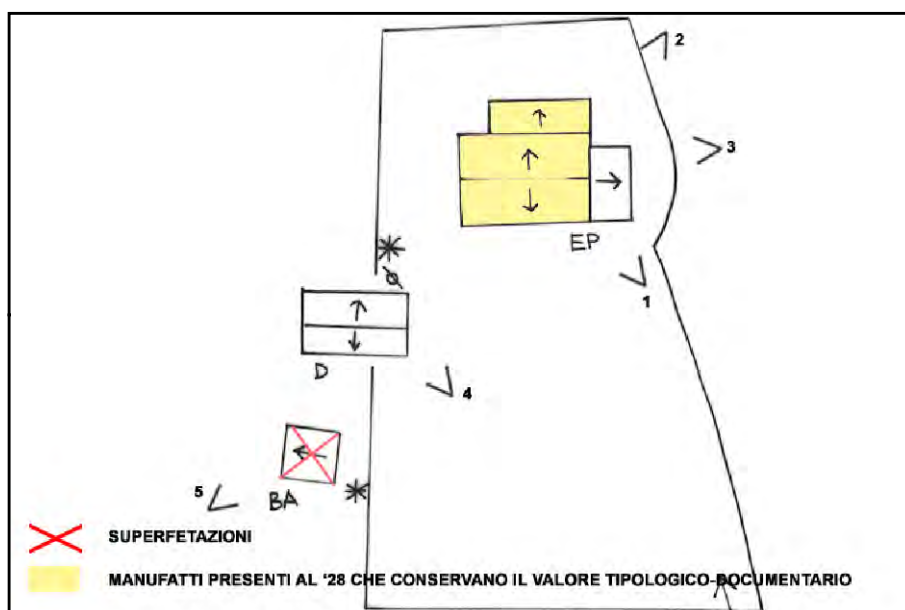 2
3
EP
1
Ø
D
4
BA
5
SUPERFETAZIONI
MANUFATTI PRESENTI AL '28 CHE CONSERVANO IL VALORE TIPOLOGICO-DOCUMENTARIO